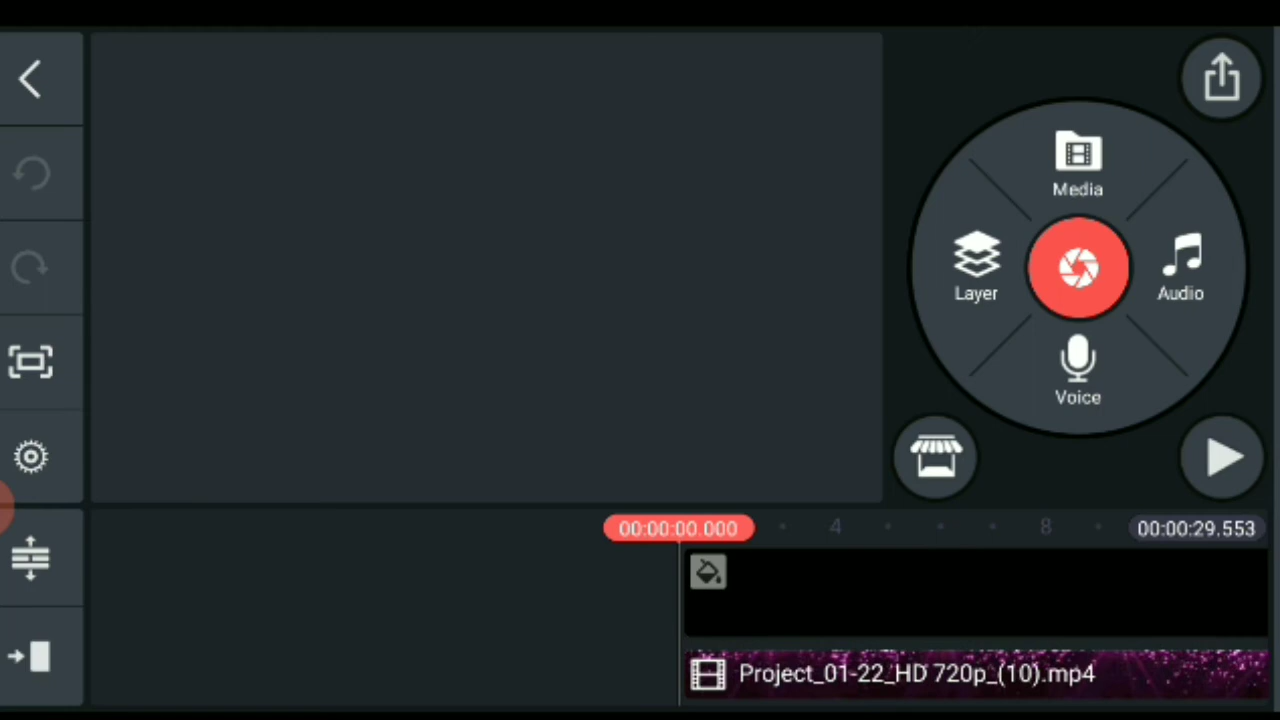 Media
Layer
Audio
Voice
00:00:00.000
4
8
00:00:29.553
Project_01-22_HD 720p_(10).mp4